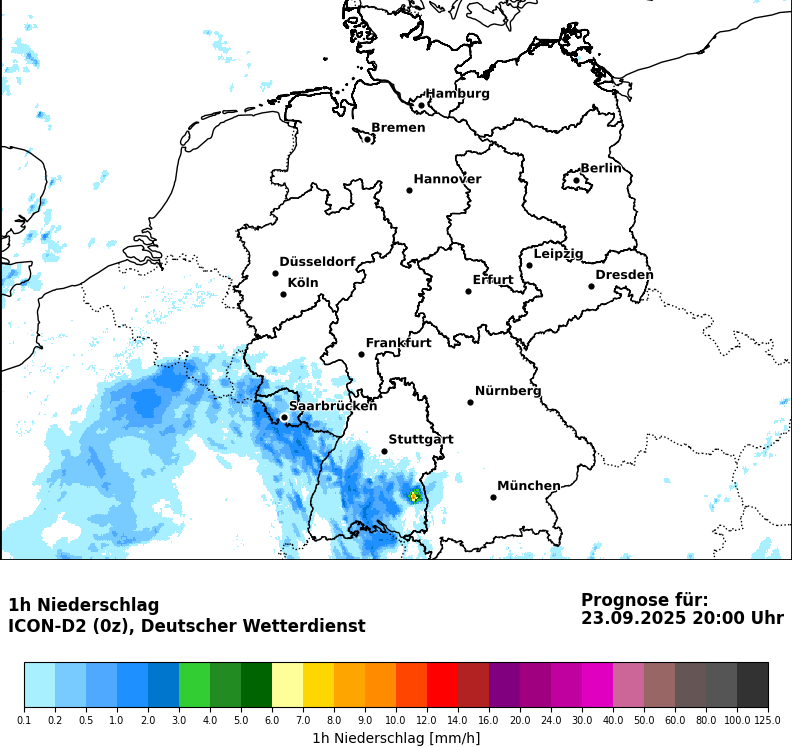 Hamburg
Bremen
Berlin
Hannover
Leipzig
Düsseldorf
Dresden
Köln
Erfurt
Frankfurt
Nürnberg
Saarbrücken
Stuttgart
München
1h Niederschlag
ICON-D2 (0z), Deutscher Wetterdienst
Prognose für:
23.09.2025 20:00 Uhr
0.1 0.2 0.5 1.0 2.0 3.0 4.0 5.0 6.0 7.0 8.0 9.0 10.0 12.0 14.0 16.0 20.0 24.0 30.0 40.0 50.0 60.0 80.0 100.0 125.0
1h Niederschlag [mm/h]